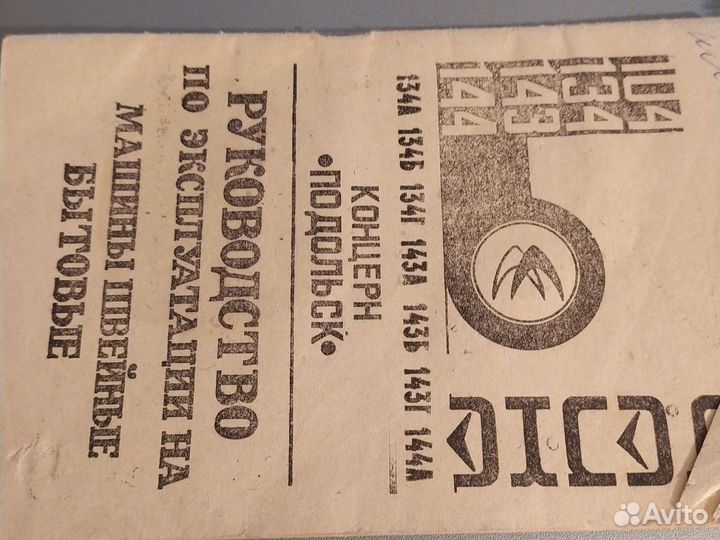 134
143
144
134А 134Б 134Г 143А 143Б 143Г 144А
КОНЦЕРН
•ПОДОЛЬСК•
РУКОВОДСТВО
ПО ЭКСПЛУАТАЦИИ НА
МАШИНЫ ШВЕЙНЫЕ
БЫТОВЫЕ
Avito